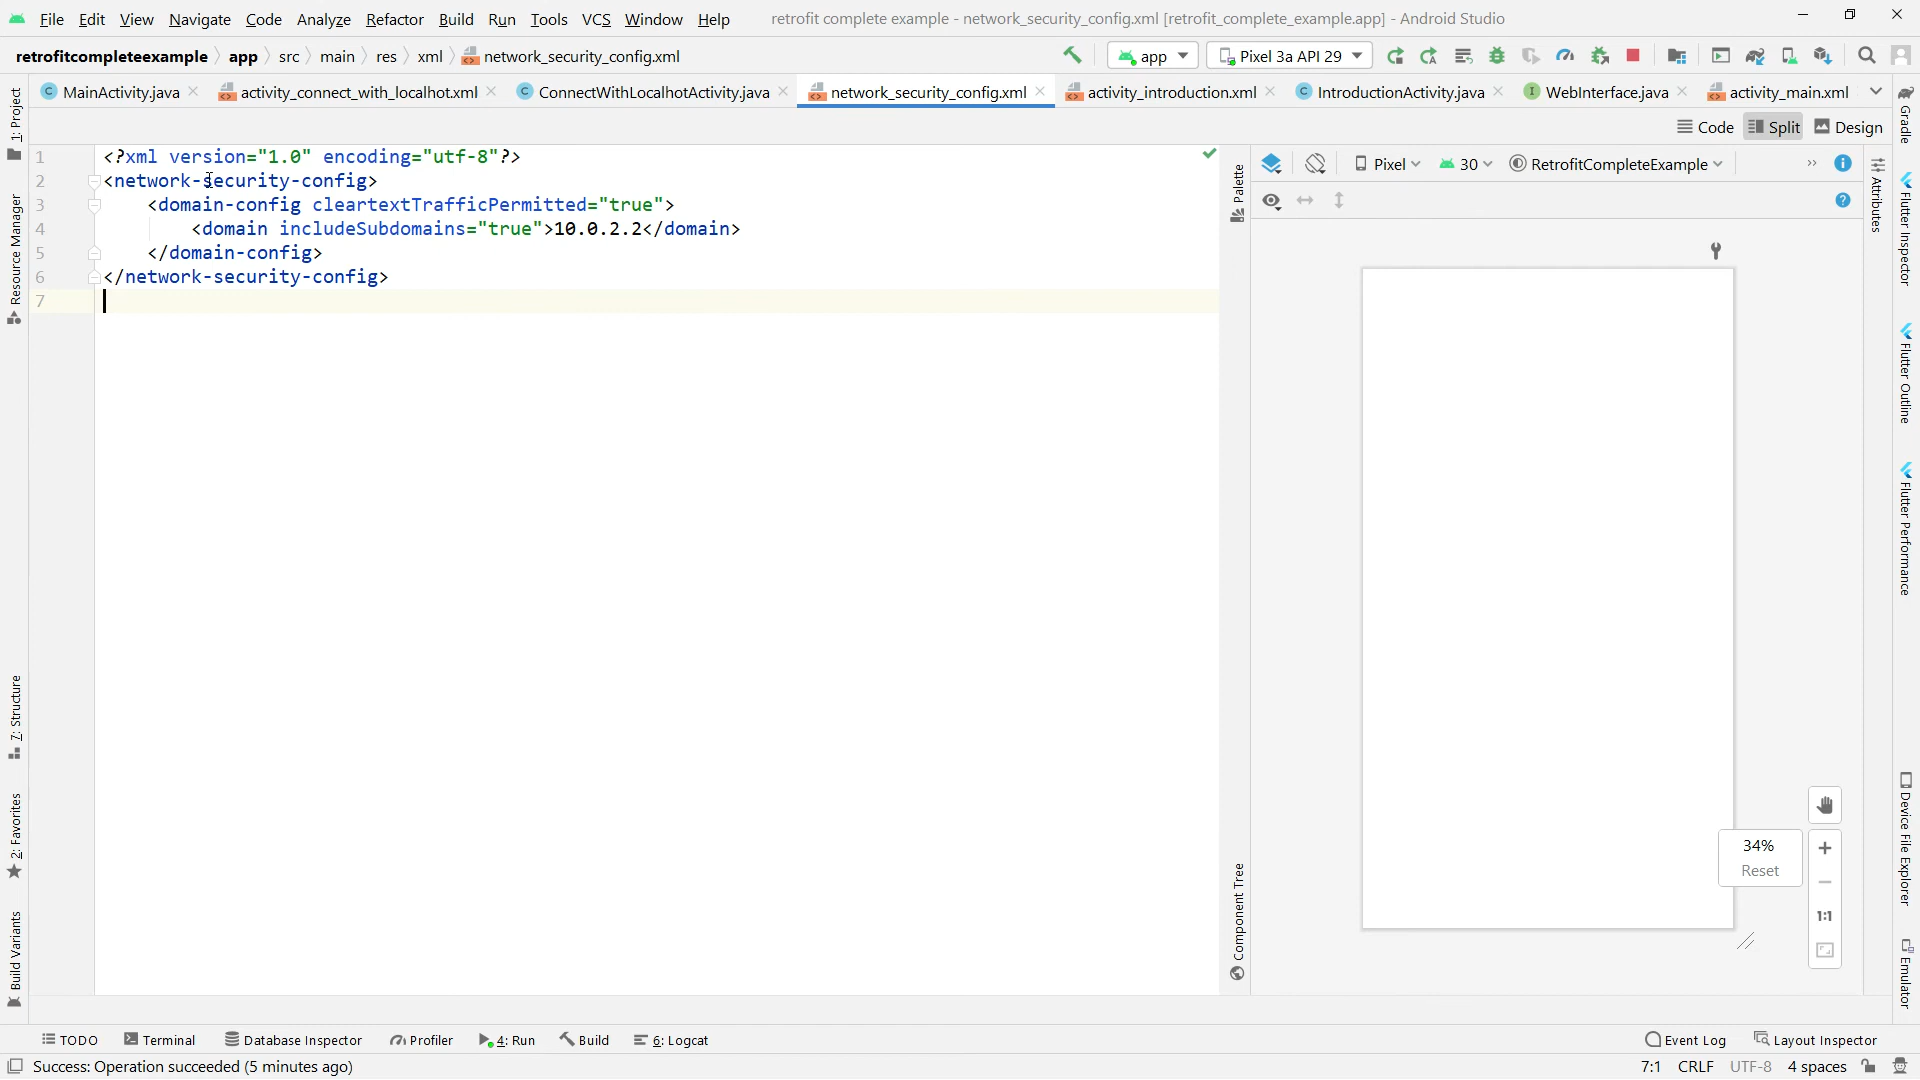 File Edit View Navigate Code Analyze Refactor Build Run Tools VCS Window Help retrofit complete example - network_security_config.xml [retrofit_complete_example.app] - Android Studio
retrofitcompleteexample app src main res xml network_security_config.xml app Pixel 3a API 29
MainActivity.java activity_connect_with_localhot.xml ConnectWithLocalhotActivity.java network_security_config.xml activity_introduction.xml IntroductionActivity.java WebInterface.java activity_main.xml
Code Split Design
1 <?xml version="1.0" encoding="utf-8"?>
2 <network-security-config>
3 <domain-config cleartextTrafficPermitted="true">
4 <domain includeSubdomains="true">10.0.2.2</domain>
5 </domain-config>
6 </network-security-config>
7
1: Project
Resource Manager
7: Structure
2: Favorites
Build Variants
Palette
Component Tree
Pixel 30 RetrofitCompleteExample
34%
Reset
1:1
Attributes
Gradle
Flutter Inspector
Flutter Outline
Flutter Performance
Device File Explorer
Emulator
TODO Terminal Database Inspector Profiler 4: Run Build 6: Logcat Event Log Layout Inspector
Success: Operation succeeded (5 minutes ago) 7:1 CRLF UTF-8 4 spaces